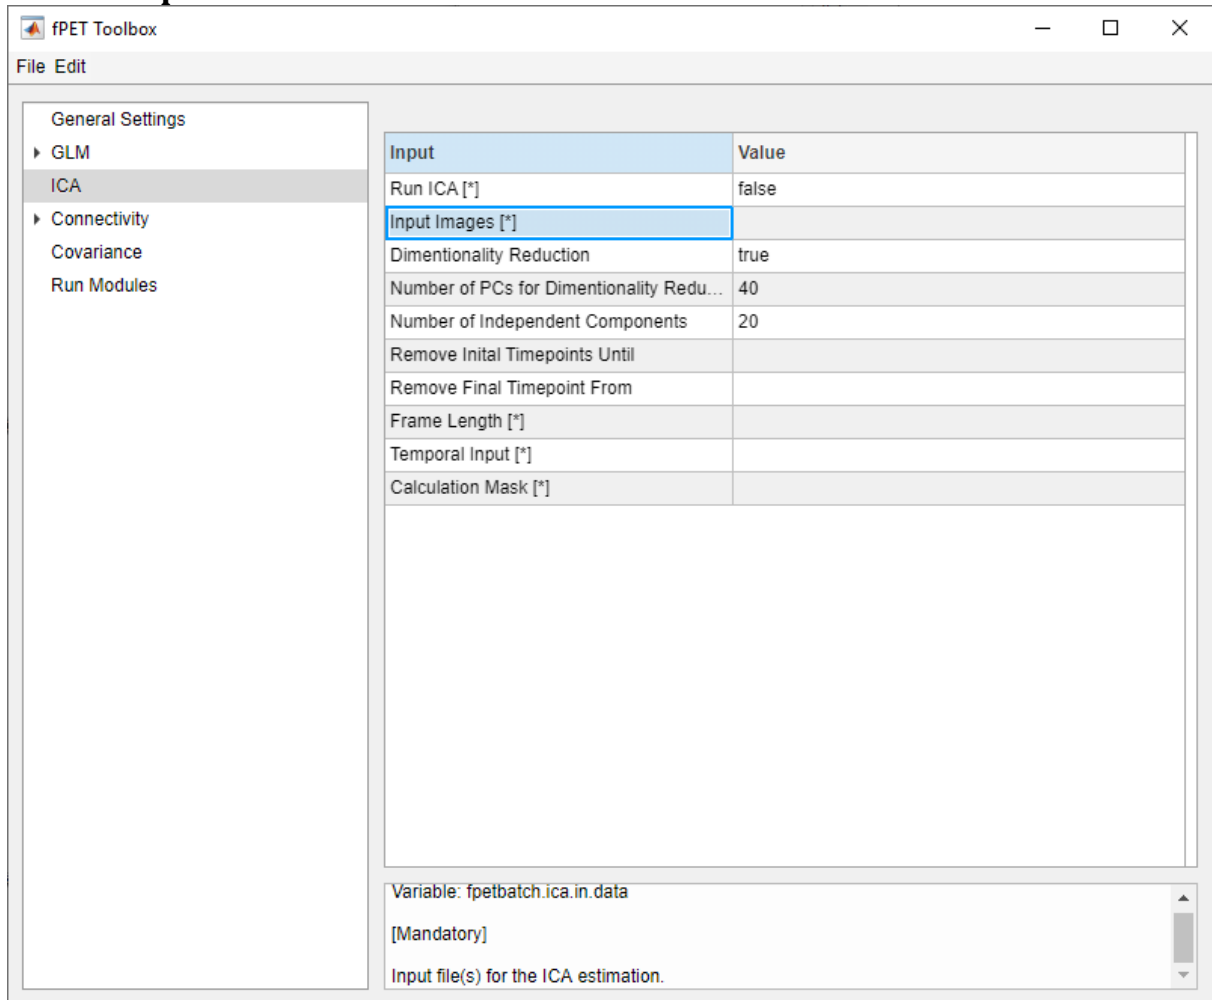 fPET Toolbox
File Edit
General Settings
GLM
ICA
Connectivity
Covariance
Run Modules
Input Value
Run ICA [*] false
Input Images [*]
Dimentionality Reduction true
Number of PCs for Dimentionality Redu... 40
Number of Independent Components 20
Remove Inital Timepoints Until
Remove Final Timepoint From
Frame Length [*]
Temporal Input [*]
Calculation Mask [*]
Variable: fpetbatch.ica.in.data
[Mandatory]
Input file(s) for the ICA estimation.